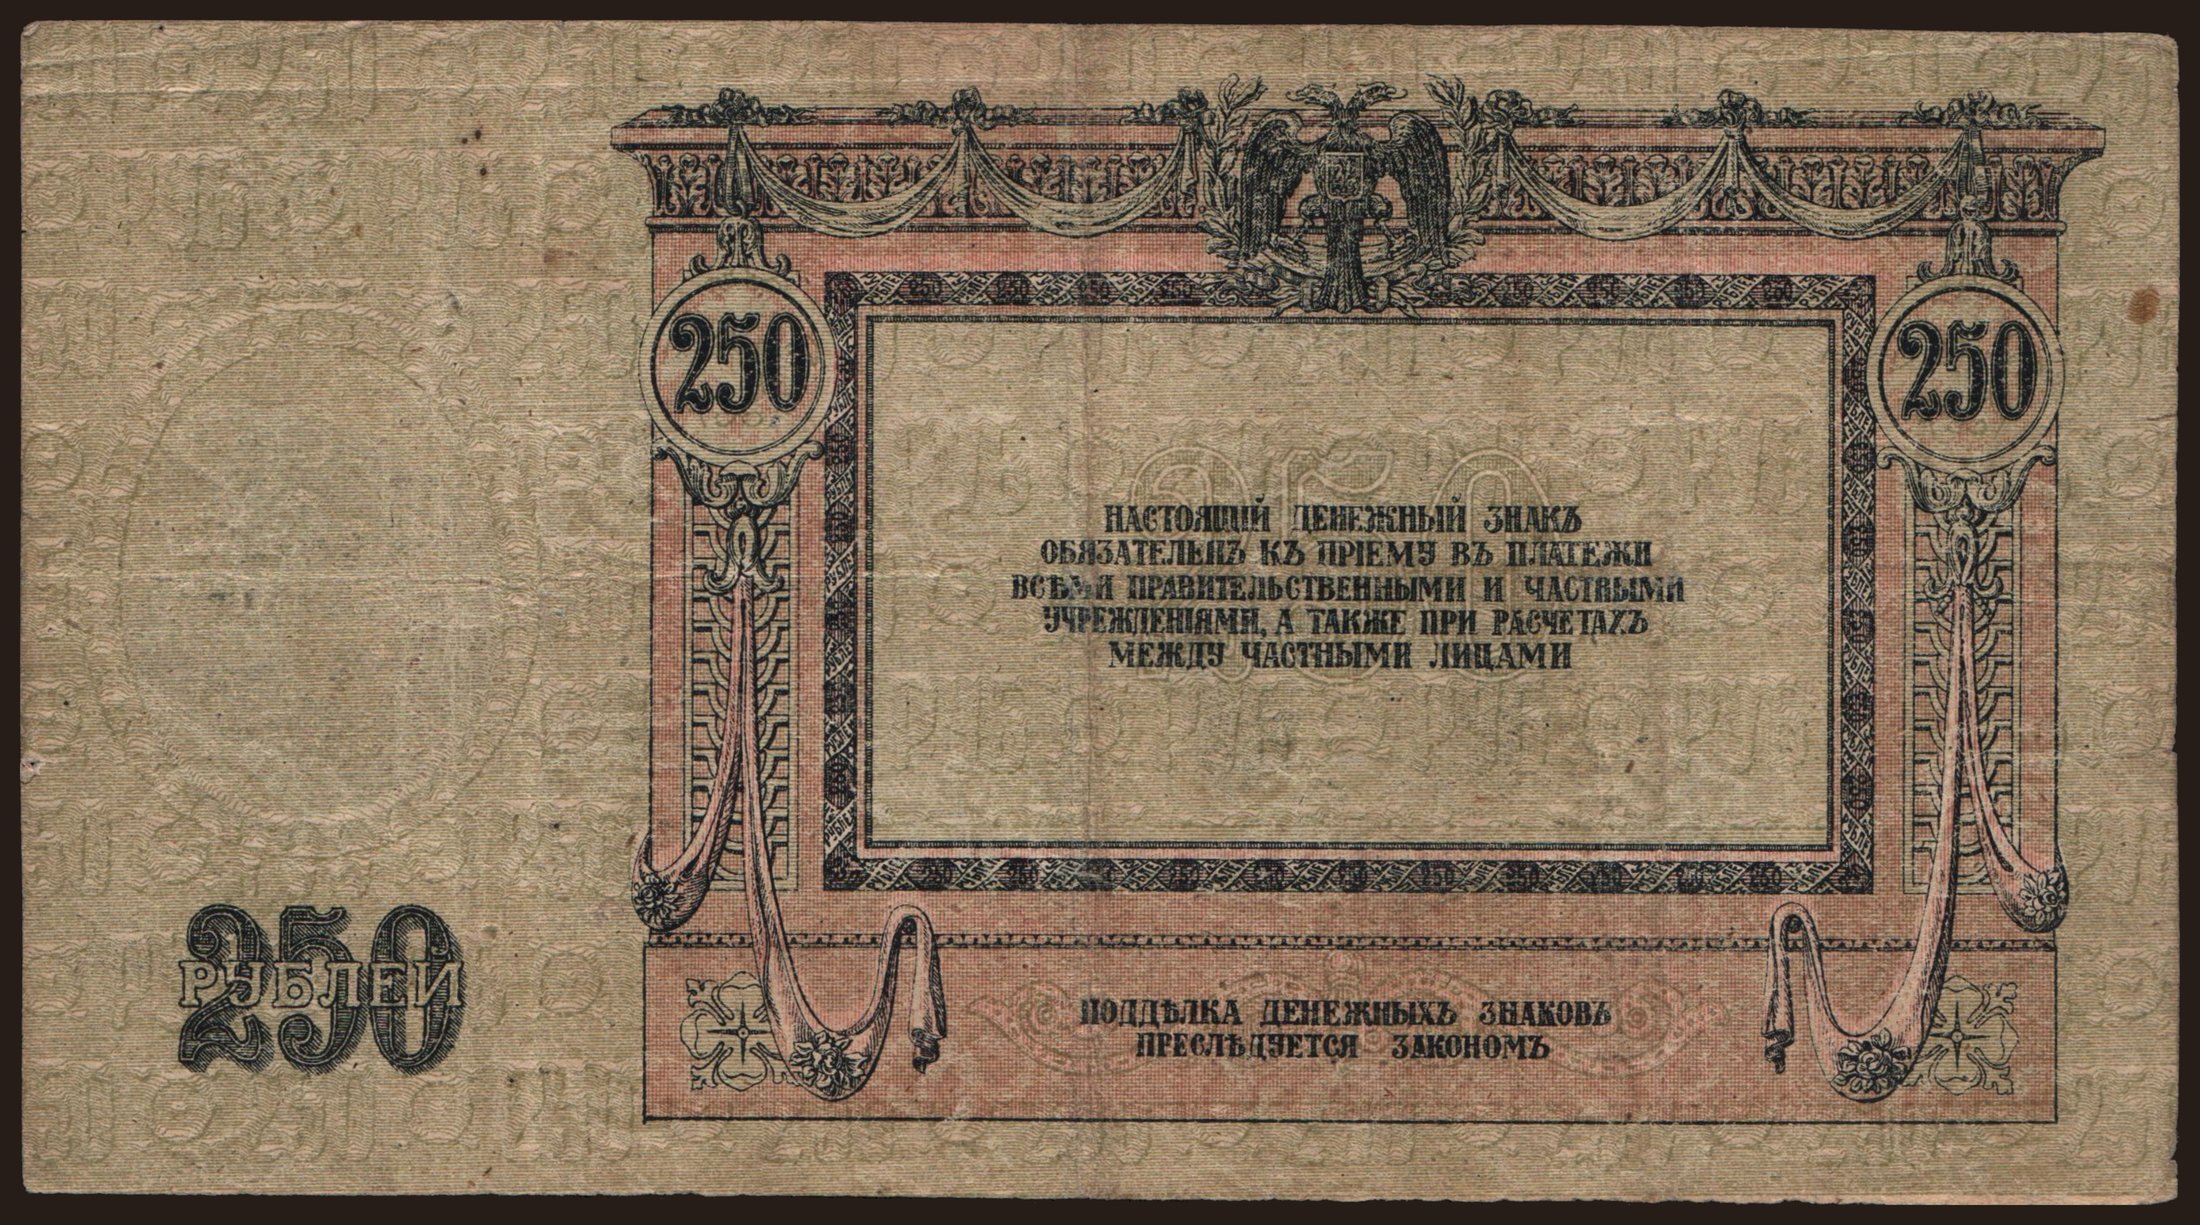 250
250
НАСТОЯЩІЙ ДЕНЕЖНЫЙ ЗНАКЪ
ОБЯЗАТЕЛЕНЪ КЪ ПРІЕМУ ВЪ ПЛАТЕЖИ
ВСѢМИ ПРАВИТЕЛЬСТВЕННЫМИ И ЧАСТНЫМИ
УЧРЕЖДЕНІЯМИ, А ТАКЖЕ ПРИ РАСЧЕТАХЪ
МЕЖДУ ЧАСТНЫМИ ЛИЦАМИ
250
РУБЛЕЙ
ПОДДѢЛКА ДЕНЕЖНЫХЪ ЗНАКОВЪ
ПРЕСЛѢДУЕТСЯ ЗАКОНОМЪ